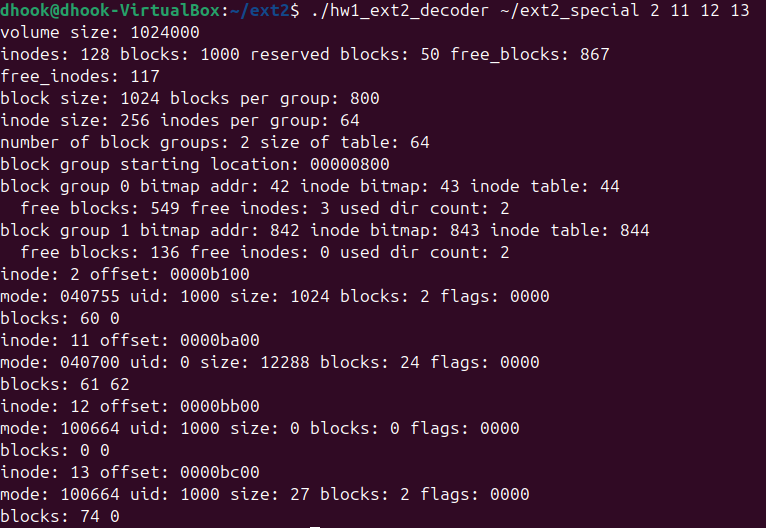 dhook@dhook-VirtualBox:~/ext2$ ./hw1_ext2_decoder ~/ext2_special 2 11 12 13
volume size: 1024000
inodes: 128 blocks: 1000 reserved blocks: 50 free_blocks: 867
free_inodes: 117
block size: 1024 blocks per group: 800
inode size: 256 inodes per group: 64
number of block groups: 2 size of table: 64
block group starting location: 00000800
block group 0 bitmap addr: 42 inode bitmap: 43 inode table: 44
  free blocks: 549 free inodes: 3 used dir count: 2
block group 1 bitmap addr: 842 inode bitmap: 843 inode table: 844
  free blocks: 136 free inodes: 0 used dir count: 2
inode: 2 offset: 0000b100
mode: 040755 uid: 1000 size: 1024 blocks: 2 flags: 0000
blocks: 60 0
inode: 11 offset: 0000ba00
mode: 040700 uid: 0 size: 12288 blocks: 24 flags: 0000
blocks: 61 62
inode: 12 offset: 0000bb00
mode: 100664 uid: 1000 size: 0 blocks: 0 flags: 0000
blocks: 0 0
inode: 13 offset: 0000bc00
mode: 100664 uid: 1000 size: 27 blocks: 2 flags: 0000
blocks: 74 0